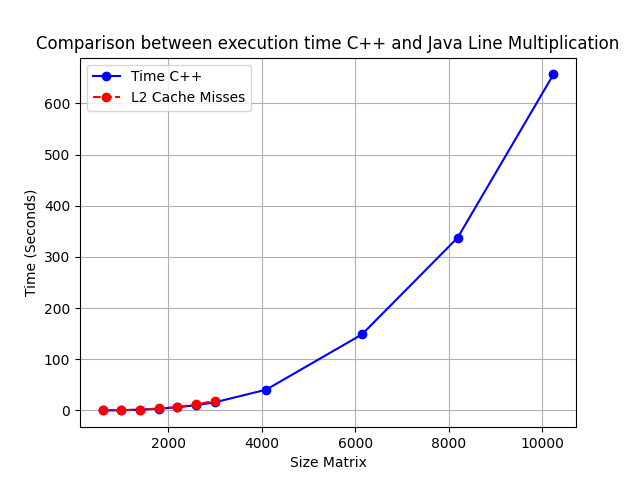 Comparison between execution time C++ and Java Line Multiplication
Time C++
L2 Cache Misses
Time (Seconds)
600
500
400
300
200
100
0
2000 4000 6000 8000 10000
Size Matrix